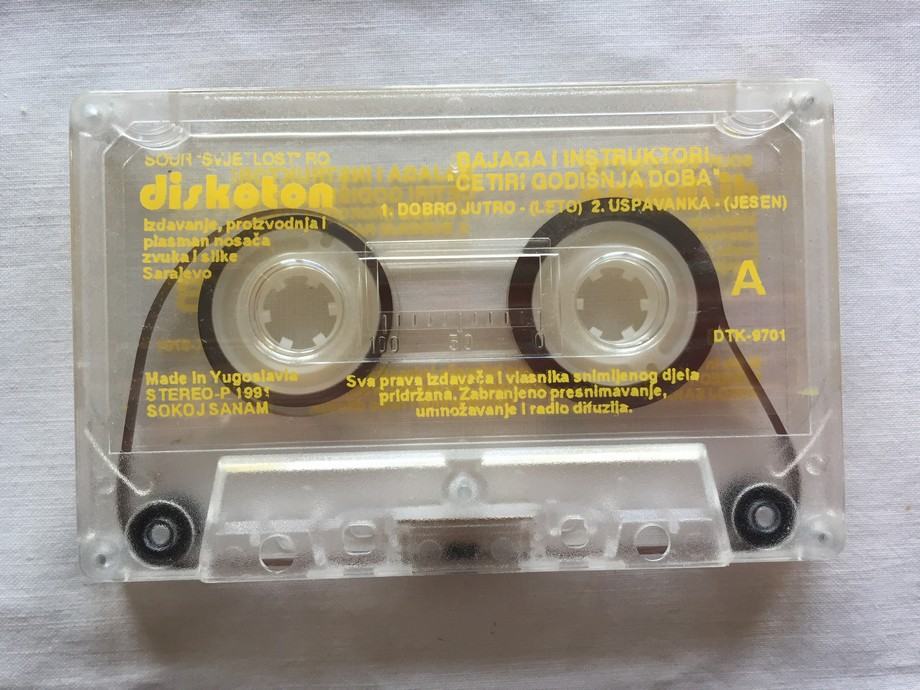 SOUR "SVJETLOST" RO
diskoton
Izdavanje, proizvodnja i
plasman nosača
zvuka i slike
Sarajevo
BAJAGA I INSTRUKTORI
"ČETIRI GODIŠNJA DOBA"
1. DOBRO JUTRO - (LETO) 2. USPAVANKA - (JESEN)
A
DTK-9701
100 50 0
Made in Yugoslavia
STEREO-P 1991
SOKOJ SANAM
Sva prava izdavača i vlasnika snimljenog djela
pridržana. Zabranjeno presnimavanje,
umnožavanje i radio difuzija.